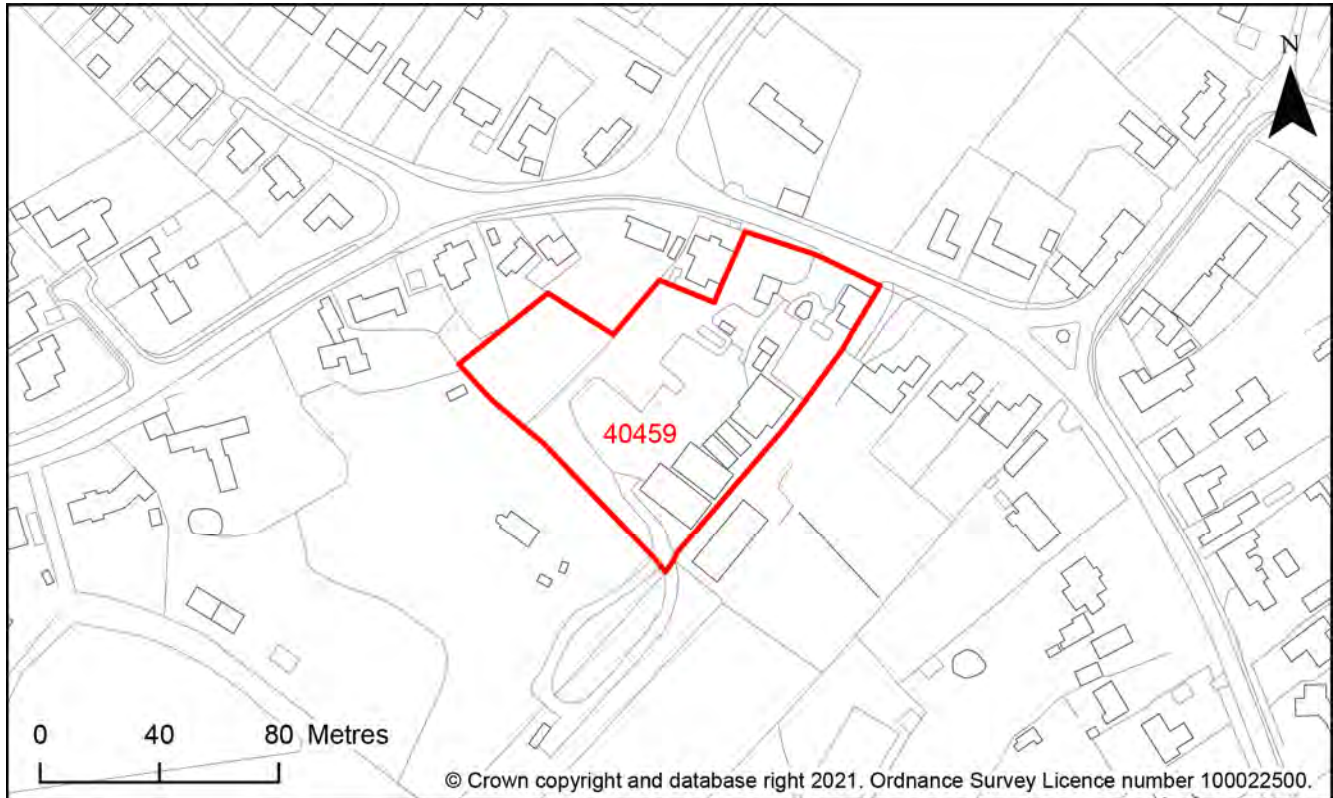 N
40459
0 40 80 Metres
© Crown copyright and database right 2021. Ordnance Survey Licence number 100022500.